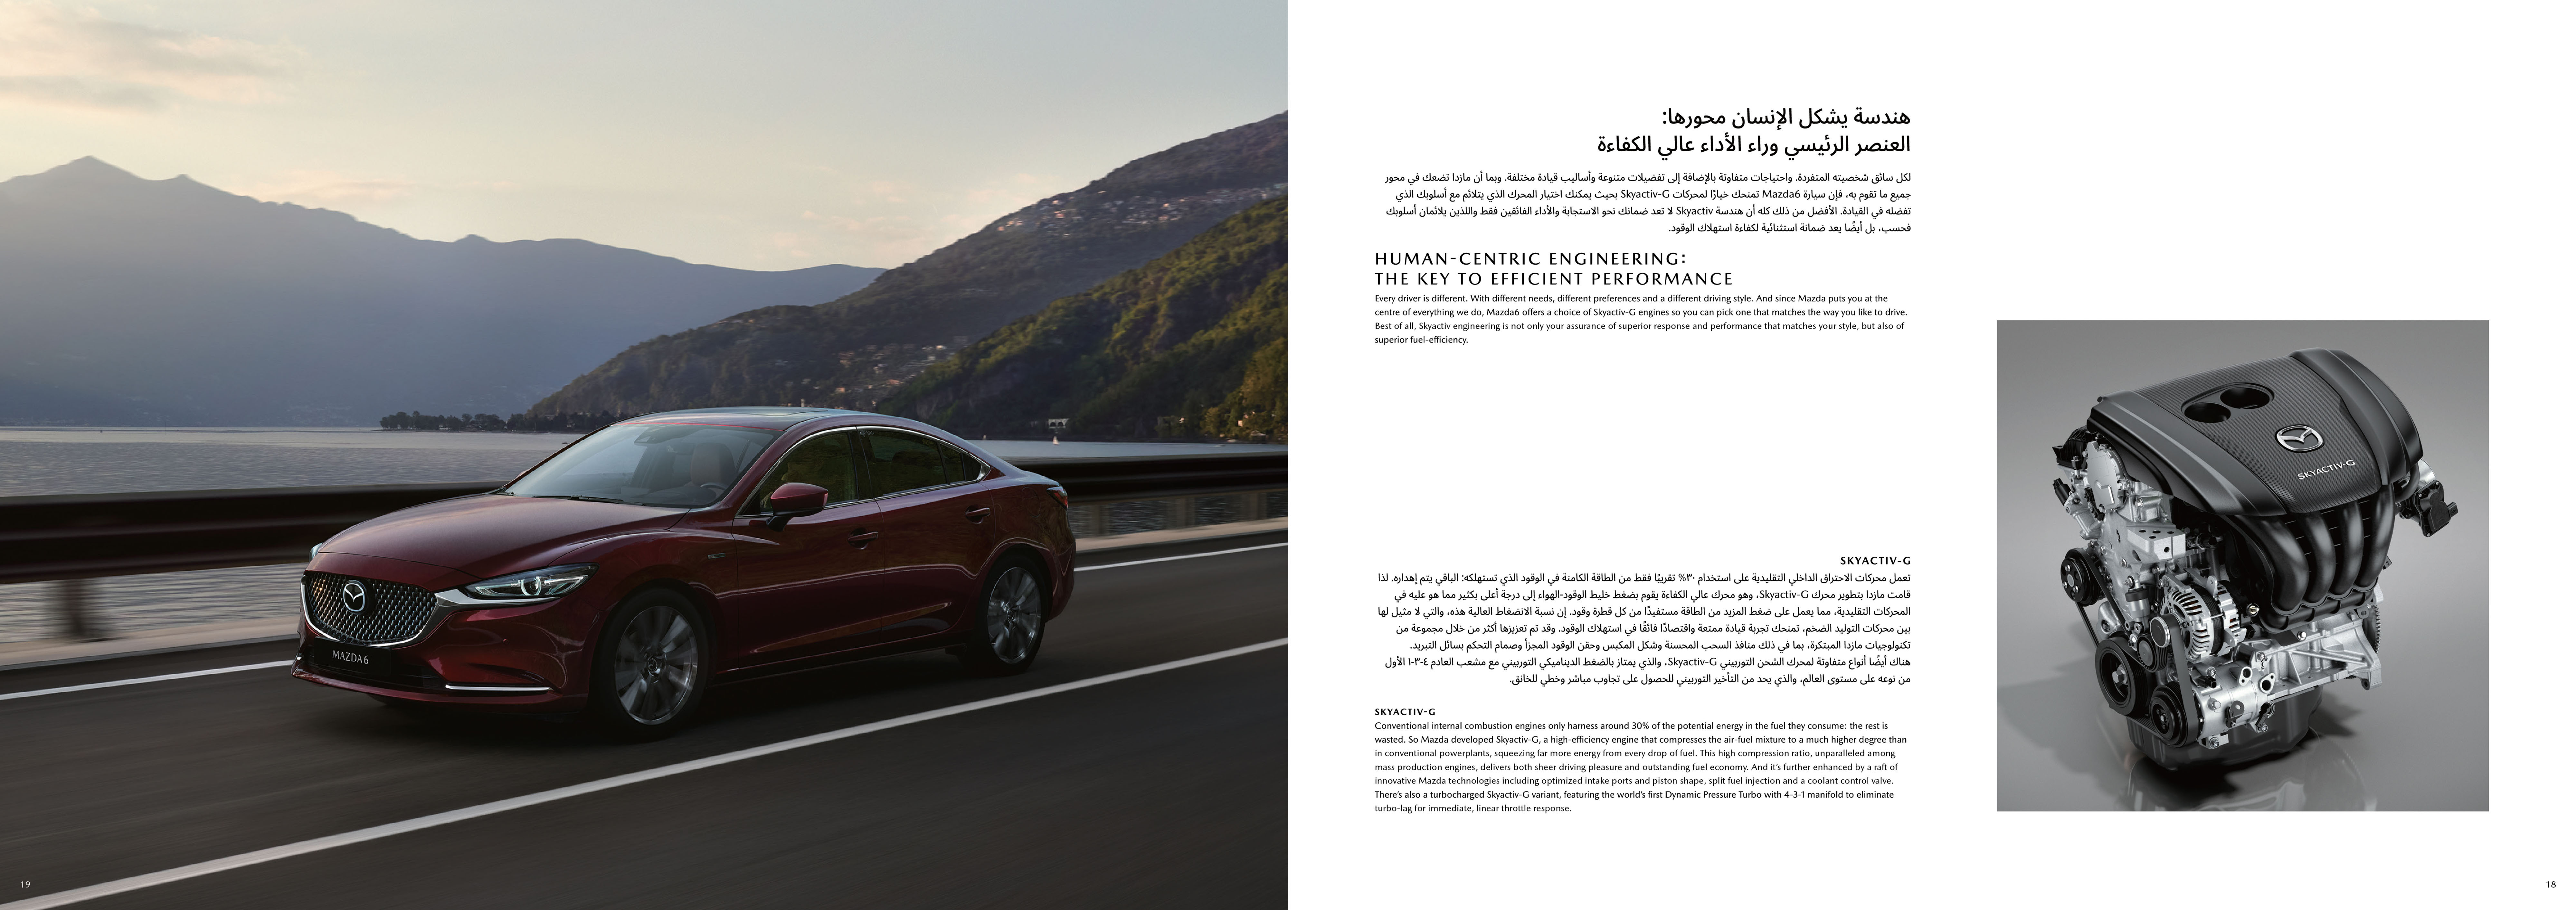 هندسة يشكل الإنسان محورها:
العنصر الرئيسي وراء الأداء عالي الكفاءة
لكل سائق شخصيته المتفردة. واحتياجات متفاوتة بالإضافة إلى تفضيلات متنوعة وأساليب قيادة مختلفة. وبما أن مازدا تضعك في محور
جميع ما تقوم به، فإن سيارة Mazda6 تمنحك خيارًا لمحركات Skyactiv-G بحيث يمكنك اختيار المحرك الذي يتلائم مع أسلوبك الذي
تفضله في القيادة. الأفضل من ذلك كله أن هندسة Skyactiv لا تعد ضمانك نحو الاستجابة والأداء الفائقين فقط واللذين يلائمان أسلوبك
فحسب، بل أيضًا يعد ضمانة استثنائية لكفاءة استهلاك الوقود.
HUMAN-CENTRIC ENGINEERING:
THE KEY TO EFFICIENT PERFORMANCE
Every driver is different. With different needs, different preferences and a different driving style. And since Mazda puts you at the
centre of everything we do, Mazda6 offers a choice of Skyactiv-G engines so you can pick one that matches the way you like to drive.
Best of all, Skyactiv engineering is not only your assurance of superior response and performance that matches your style, but also of
superior fuel-efficiency.
SKYACTIV-G
تعمل محركات الاحتراق الداخلي التقليدية على استخدام ٣٠% تقريبًا فقط من الطاقة الكامنة في الوقود الذي تستهلكه: الباقي يتم إهداره. لذا
قامت مازدا بتطوير محرك Skyactiv-G، وهو محرك عالي الكفاءة يقوم بضغط خليط الوقود-الهواء إلى درجة أعلى بكثير مما هو عليه في
المحركات التقليدية، مما يعمل على ضغط المزيد من الطاقة مستفيدًا من كل قطرة وقود. إن نسبة الانضغاط العالية هذه، والتي لا مثيل لها
بين محركات التوليد الضخم، تمنحك تجربة قيادة ممتعة واقتصادًا فائقًا في استهلاك الوقود. وقد تم تعزيزها أكثر من خلال مجموعة من
تكنولوجيات مازدا المبتكرة، بما في ذلك منافذ السحب المحسنة وشكل المكبس وحقن الوقود المجزأ وصمام التحكم بسائل التبريد.
هناك أيضًا أنواع متفاوتة لمحرك الشحن التوربيني Skyactiv-G، والذي يمتاز بالضغط الديناميكي التوربيني مع مشعب العادم ٤-٣-١ الأول
من نوعه على مستوى العالم، والذي يحد من التأخير التوربيني للحصول على تجاوب مباشر وخطي للخانق.
SKYACTIV-G
Conventional internal combustion engines only harness around 30% of the potential energy in the fuel they consume: the rest is
wasted. So Mazda developed Skyactiv-G, a high-efficiency engine that compresses the air-fuel mixture to a much higher degree than
in conventional powerplants, squeezing far more energy from every drop of fuel. This high compression ratio, unparalleled among
mass production engines, delivers both sheer driving pleasure and outstanding fuel economy. And it's further enhanced by a raft of
innovative Mazda technologies including optimized intake ports and piston shape, split fuel injection and a coolant control valve.
There's also a turbocharged Skyactiv-G variant, featuring the world's first Dynamic Pressure Turbo with 4-3-1 manifold to eliminate
turbo-lag for immediate, linear throttle response.
SKYACTIV-G
MAZDA6
19
18